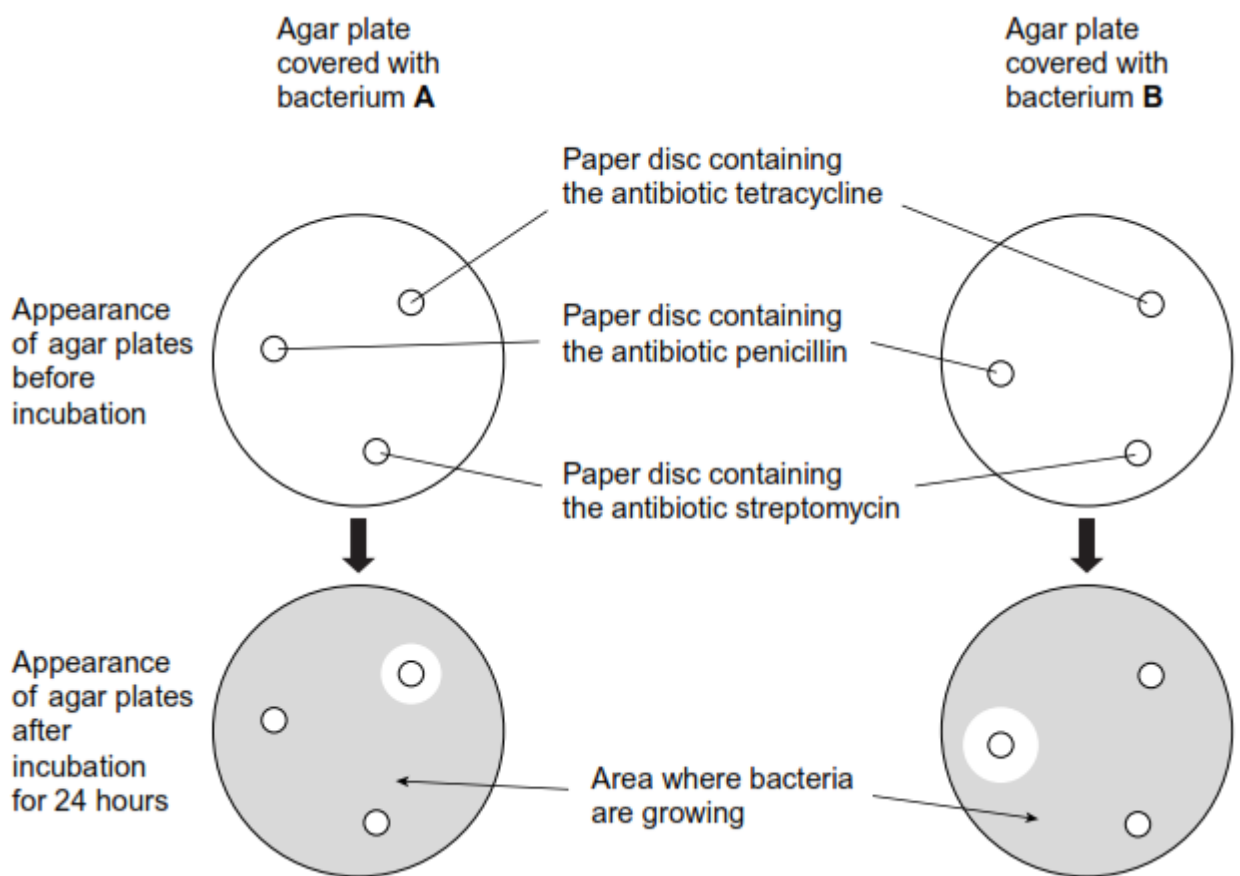 Agar plate
covered with
bacterium A
Agar plate
covered with
bacterium B
Paper disc containing
the antibiotic tetracycline
Appearance
of agar plates
before
incubation
Paper disc containing
the antibiotic penicillin
Paper disc containing
the antibiotic streptomycin
Appearance
of agar plates
after
incubation
for 24 hours
Area where bacteria
are growing